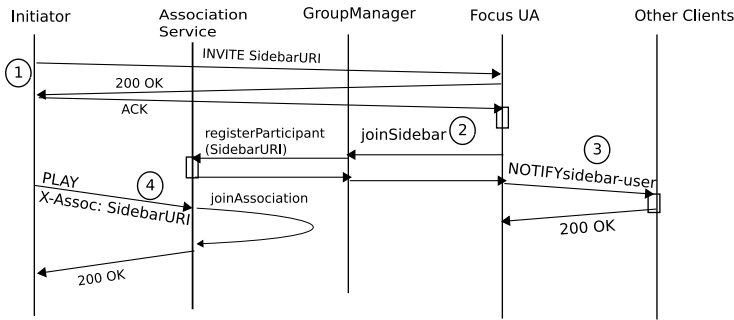 Initiator
Association
Service
GroupManager
Focus UA
Other Clients
INVITE SidebarURI
1
200 OK
ACK
registerParticipant
(SidebarURI)
joinSidebar
2
3
NOTIFYsidebar-user
PLAY
4
X-Assoc: SidebarURI
joinAssociation
200 OK
200 OK